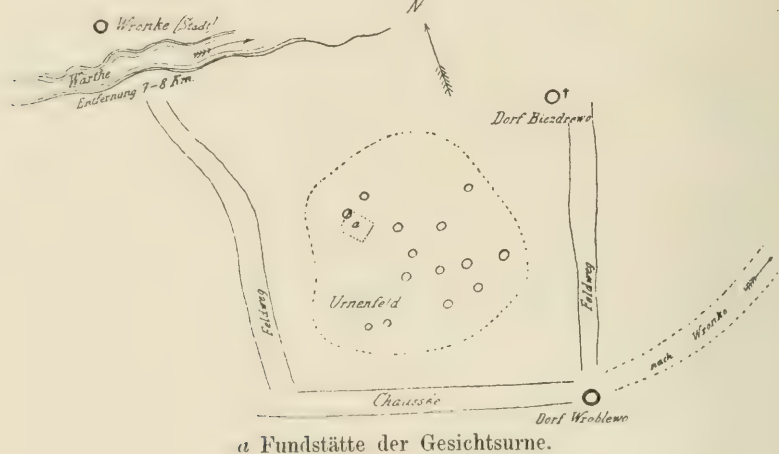 N
Wronke (Stadt)
Warthe
Entfernung 7-8 Km.
Dorf Biezdrewo
a
Urnenfeld
Feldweg
Feldweg
nach Wronke
Chaussée
Dorf Wroblewo
a Fundstätte der Gesichtsurne.